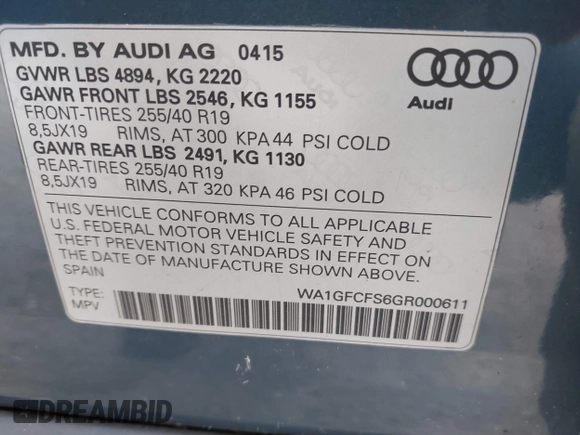 MFD. BY AUDI AG 0415
GVWR LBS 4894, KG 2220
GAWR FRONT LBS 2546, KG 1155
FRONT-TIRES 255/40 R19
8,5JX19 RIMS, AT 300 KPA 44 PSI COLD
GAWR REAR LBS 2491, KG 1130
REAR-TIRES 255/40 R19
8,5JX19 RIMS, AT 320 KPA 46 PSI COLD
Audi
THIS VEHICLE CONFORMS TO ALL APPLICABLE
U.S. FEDERAL MOTOR VEHICLE SAFETY AND
THEFT PREVENTION STANDARDS IN EFFECT ON
THE DATE OF MANUFACTURE SHOWN ABOVE.
SPAIN
TYPE:
MPV
WA1GFCFS6GR000611
DREAMBID